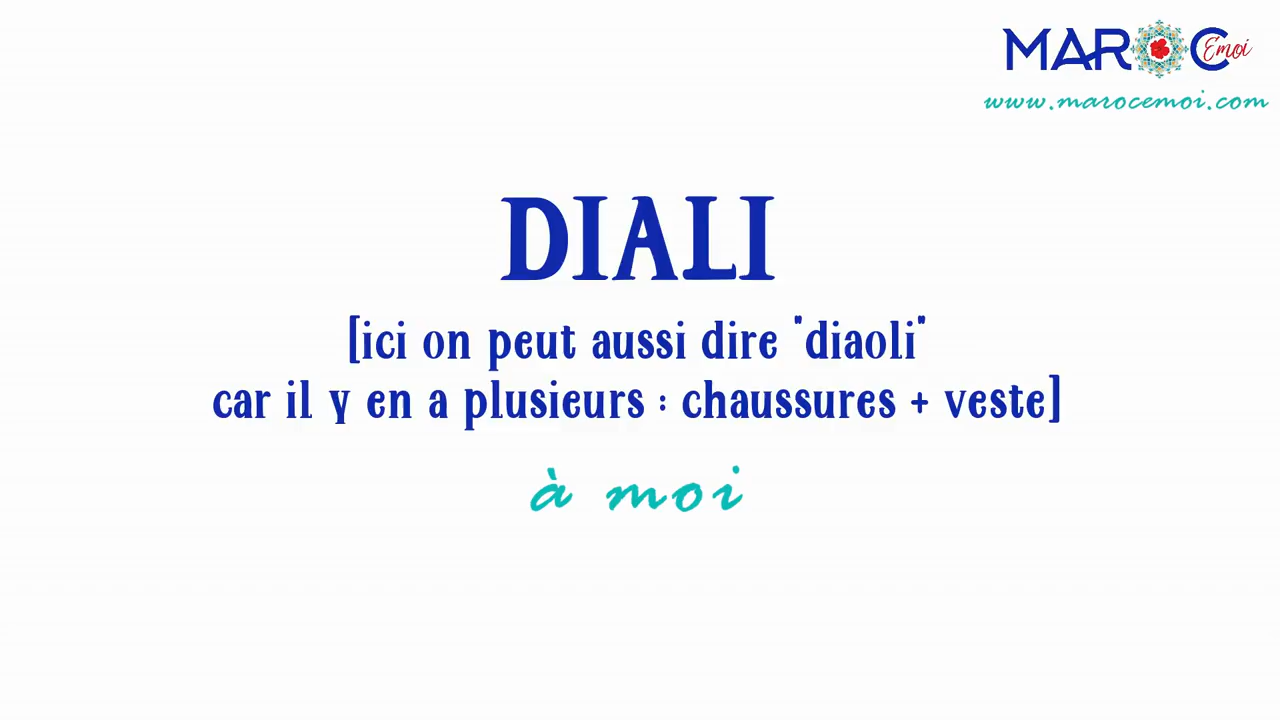 MAROC
Emoi
www.marocemoi.com
DIALI
[ici on peut aussi dire "diaoli"
car il y en a plusieurs : chaussures + veste]
à moi